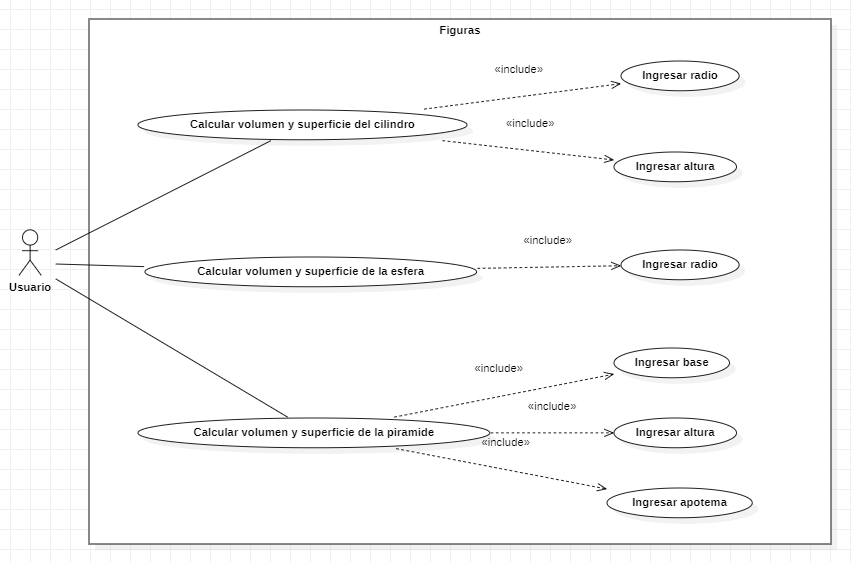 Figuras
«include»
Ingresar radio
Calcular volumen y superficie del cilindro
«include»
Ingresar altura
«include»
Ingresar radio
Calcular volumen y superficie de la esfera
Usuario
«include»
Ingresar base
«include»
Calcular volumen y superficie de la piramide
Ingresar altura
«include»
Ingresar apotema